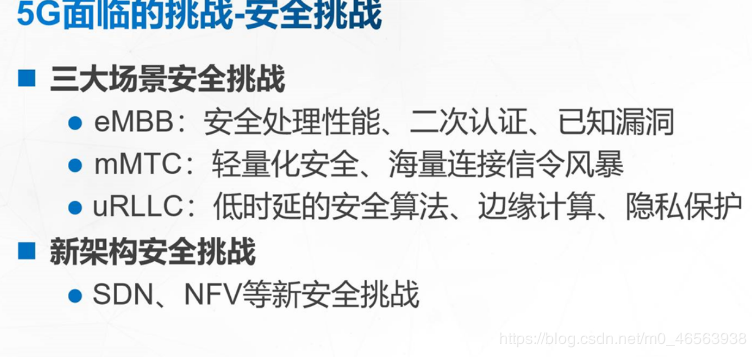 5G面临的挑战-安全挑战
■ 三大场景安全挑战
● eMBB：安全处理性能、二次认证、已知漏洞
● mMTC：轻量化安全、海量连接信令风暴
● uRLLC：低时延的安全算法、边缘计算、隐私保护
■ 新架构安全挑战
● SDN、NFV等新安全挑战
https://blog.csdn.net/m0_46563938